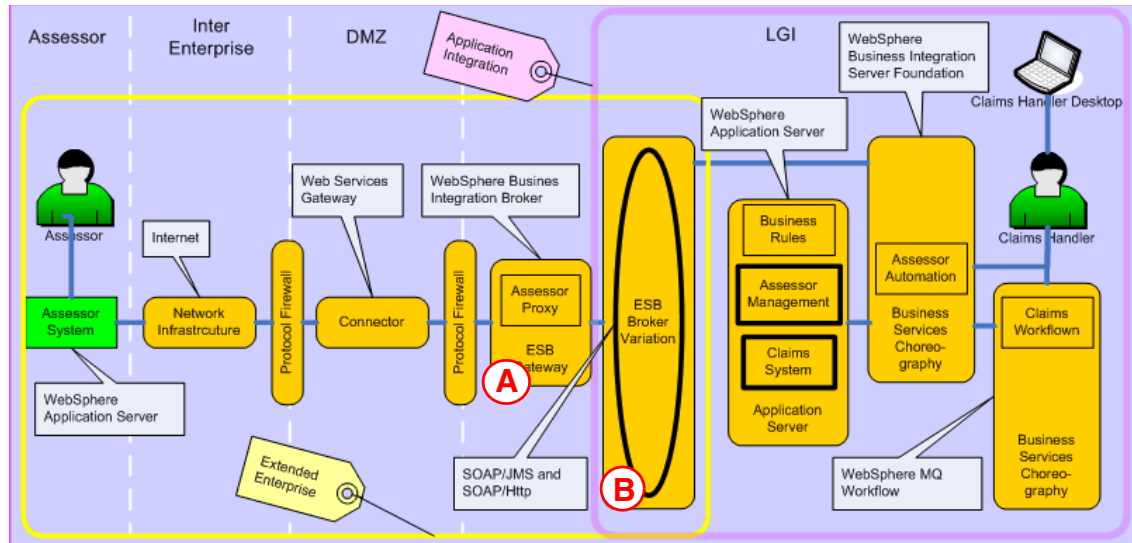 Assessor
Inter
Enterprise
DMZ
LGI
Application
Integration
WebSphere
Business Integration
Server Foundation
Claims Handler Desktop
WebSphere
Application Server
Web Services
Gateway
WebSphere Busines
Integration Broker
Assessor
Internet
Business
Rules
Claims Handler
Assessor
System
Network
Infrastrcuture
Protocol Firewall
Connector
Protocol Firewall
Assessor
Proxy
ESB
Gateway
A
ESB
Broker
Variation
Assessor
Management
Claims
System
Application
Server
Assessor
Automation
Business
Services
Choreo-
graphy
Claims
Workflown
Business
Services
Choreo-
graphy
WebSphere
Application Server
Extended
Enterprise
SOAP/JMS and
SOAP/Http
B
WebSphere MQ
Workflow